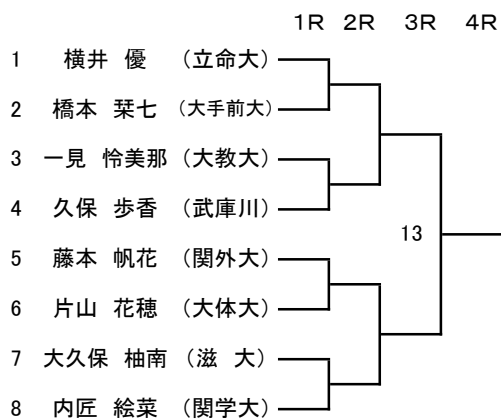 1R 2R 3R 4R
1 横井 優 (立命大)
2 橋本 栞七 (大手前大)
3 一見 怜美那 (大教大)
4 久保 歩香 (武庫川)
13
5 藤本 帆花 (関外大)
6 片山 花穂 (大体大)
7 大久保 柚南 (滋 大)
8 内匠 絵菜 (関学大)